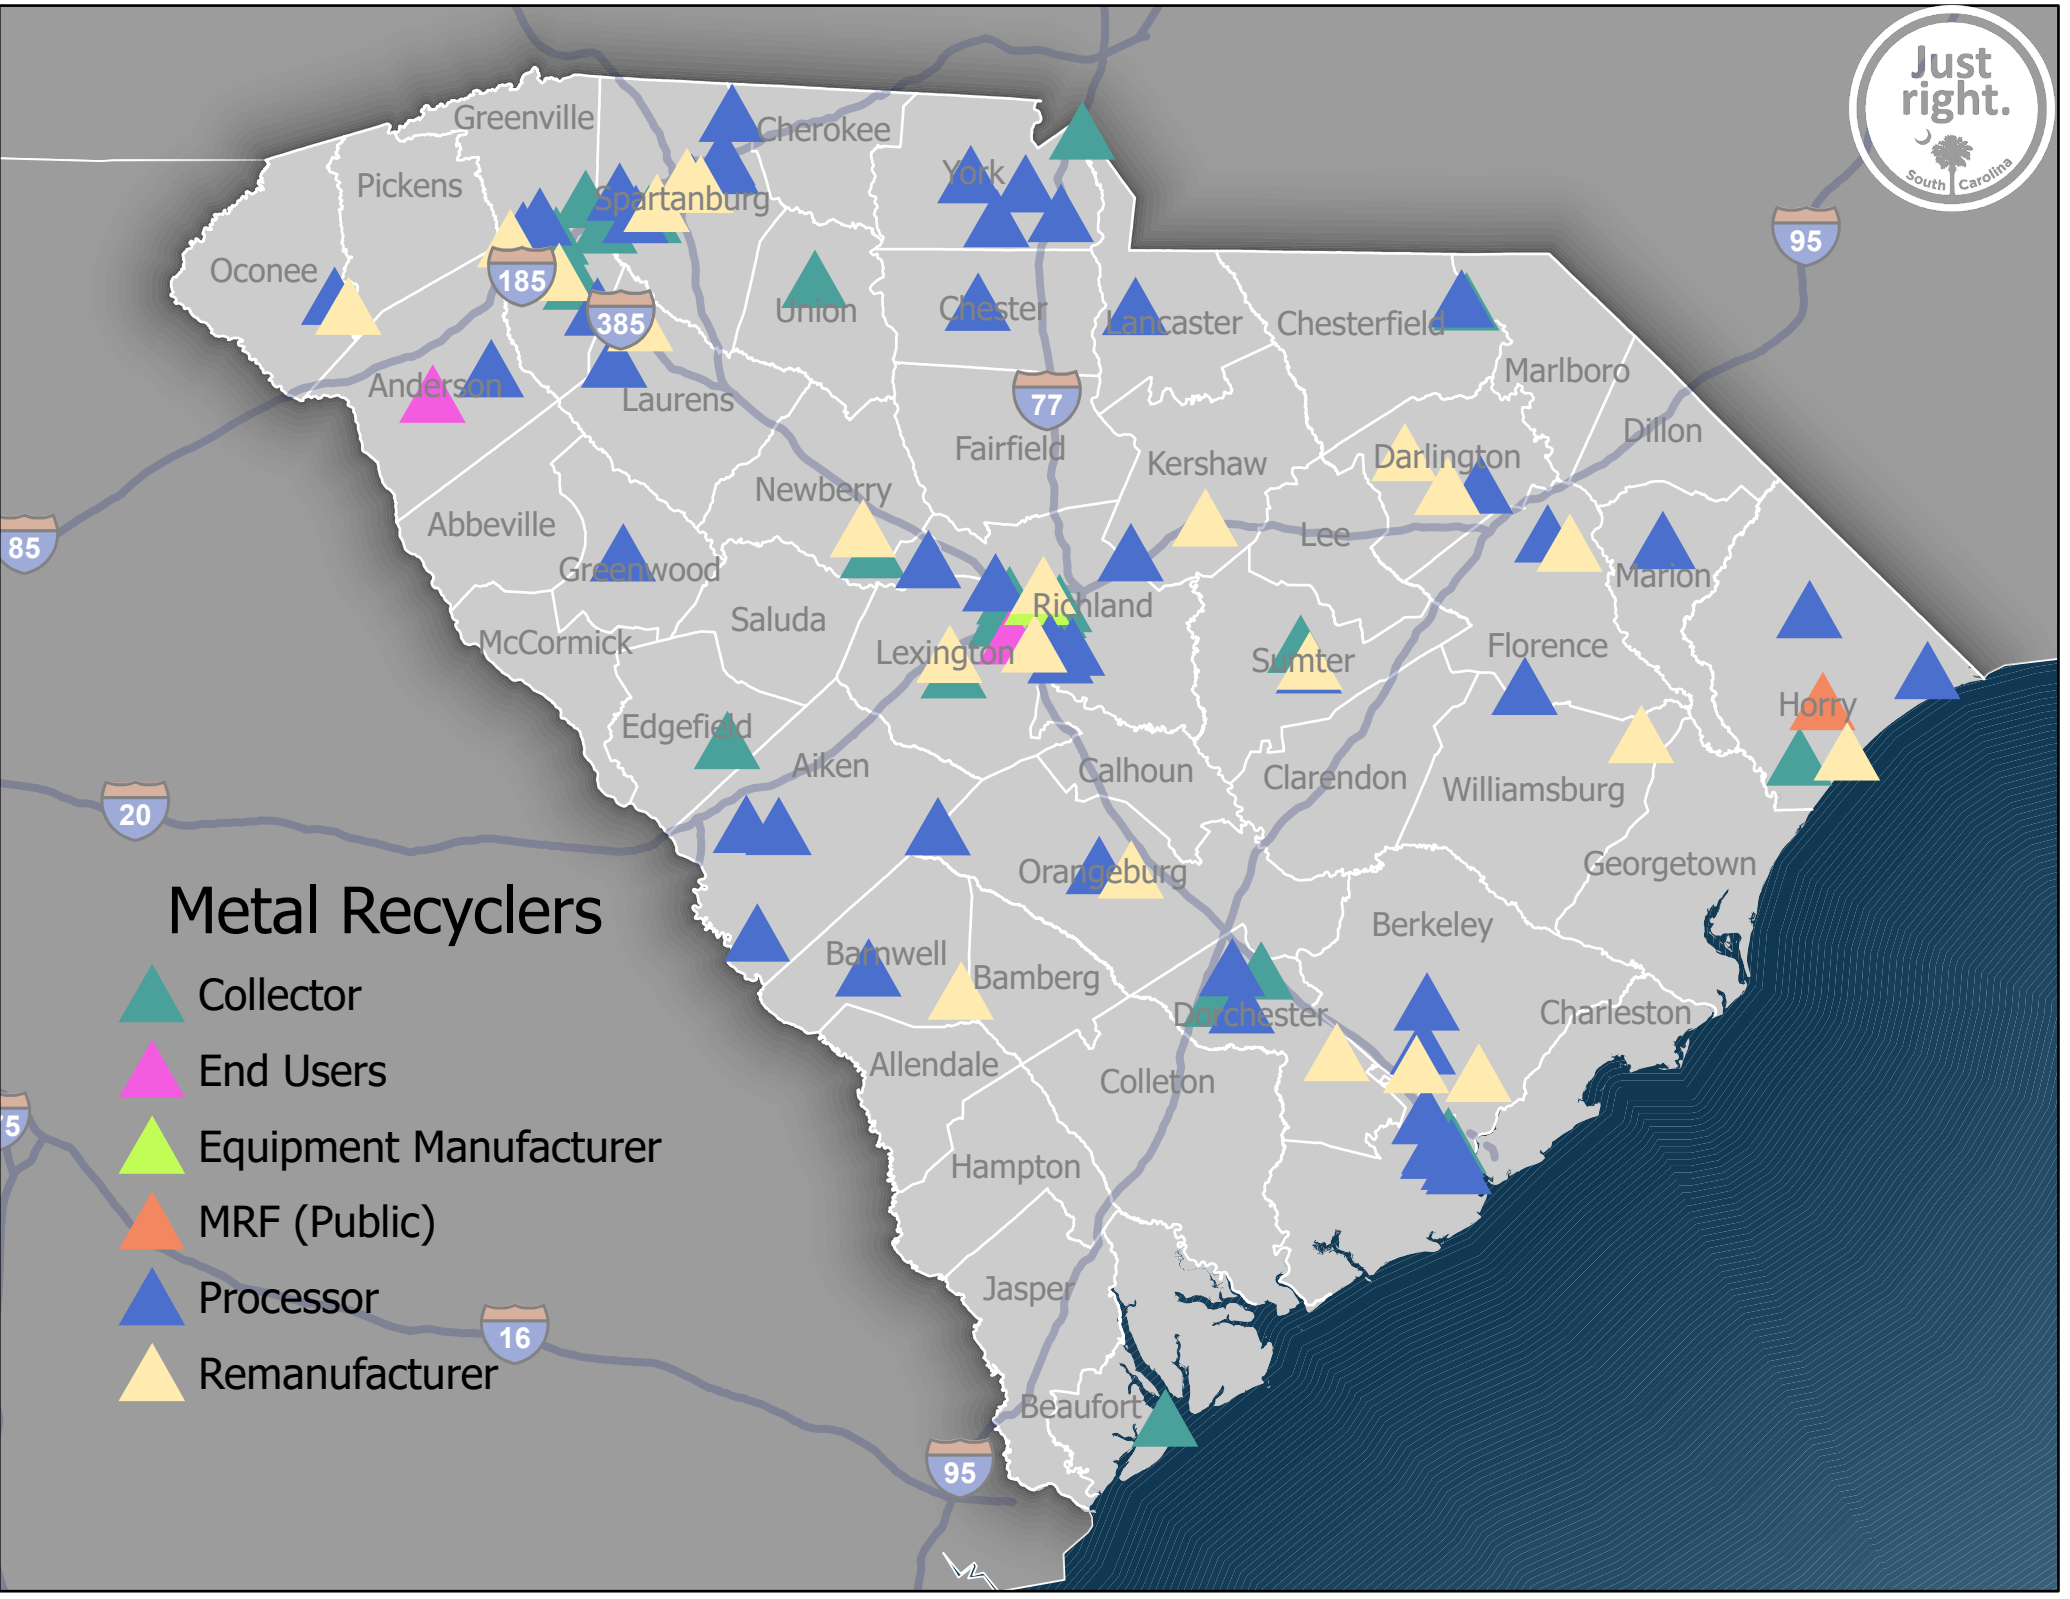 Just
right.
South Carolina
Greenville
Cherokee
Pickens
York
Spartanburg
95
Oconee
185
Union
Chester
Lancaster
Chesterfield
385
Marlboro
Anderson
Laurens
77
Dillon
Fairfield
Darlington
Kershaw
Newberry
Abbeville
Lee
85
Greenwood
Marion
Richland
Saluda
McCormick
Lexington
Sumter
Florence
Horry
Edgefield
Aiken
Calhoun
Clarendon
Williamsburg
20
Georgetown
Orangeburg
Metal Recyclers
Berkeley
Barnwell
Bamberg
Collector
Dorchester
Charleston
Allendale
End Users
Colleton
5
Equipment Manufacturer
Hampton
MRF (Public)
Jasper
Processor
16
Remanufacturer
Beaufort
95